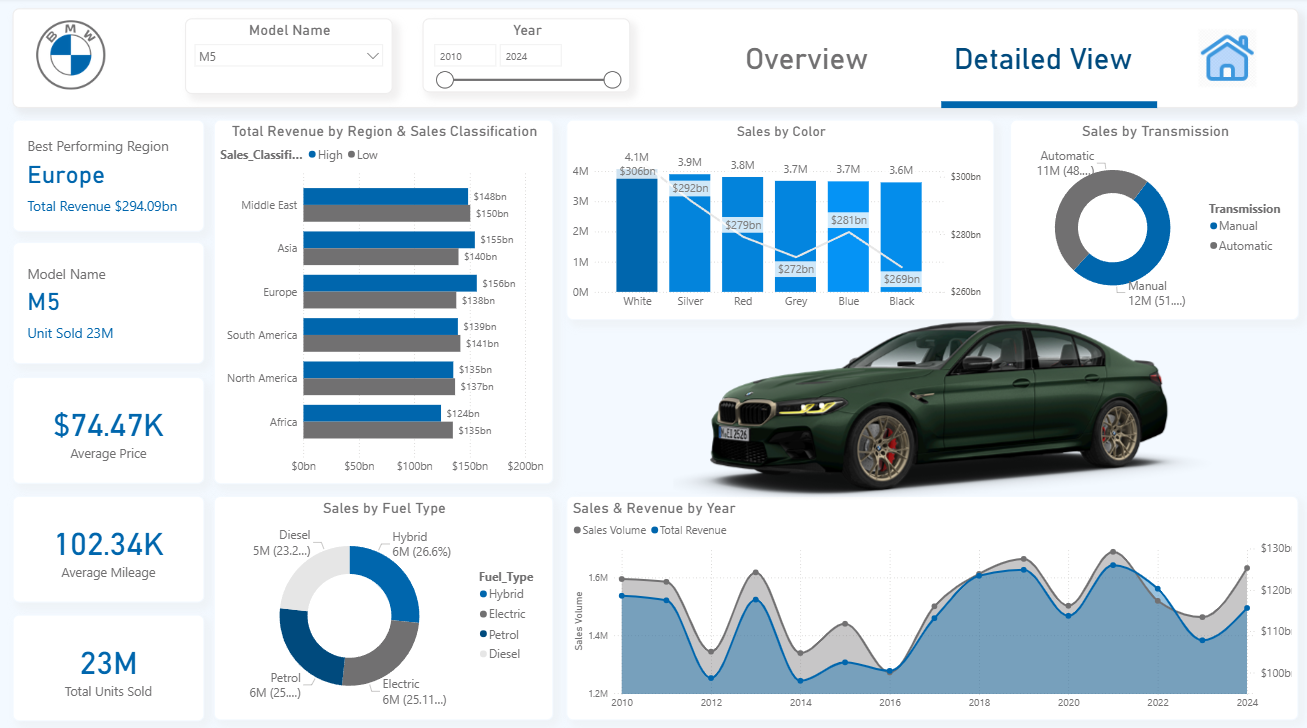 BMW
Model Name
M5
Year
2010
2024
Overview
Detailed View
Best Performing Region
Europe
Total Revenue $294.09bn
Model Name
M5
Unit Sold 23M
$74.47K
Average Price
102.34K
Average Mileage
23M
Total Units Sold
Total Revenue by Region & Sales Classification
Sales_Classifi... High Low
Middle East $148bn $150bn
Asia $155bn $140bn
Europe $156bn $138bn
South America $139bn $141bn
North America $135bn $137bn
Africa $124bn $135bn
$0bn $50bn $100bn $150bn $200bn
Sales by Color
4.1M 3.9M 3.8M 3.7M 3.7M 3.6M
$306bn $292bn $279bn $272bn $281bn $269bn
4M
3M
2M
1M
0M
$300bn
$280bn
$260bn
White Silver Red Grey Blue Black
Sales by Transmission
Automatic
11M (48....)
Manual
12M (51....)
Transmission
Manual
Automatic
Sales by Fuel Type
Diesel
5M (23.2...)
Hybrid
6M (26.6%)
Petrol
6M (25....)
Electric
6M (25.11...)
Fuel_Type
Hybrid
Electric
Petrol
Diesel
Sales & Revenue by Year
Sales Volume Total Revenue
Sales Volume
1.6M
1.4M
1.2M
$130bn
$120bn
$110bn
$100bn
2010 2012 2014 2016 2018 2020 2022 2024